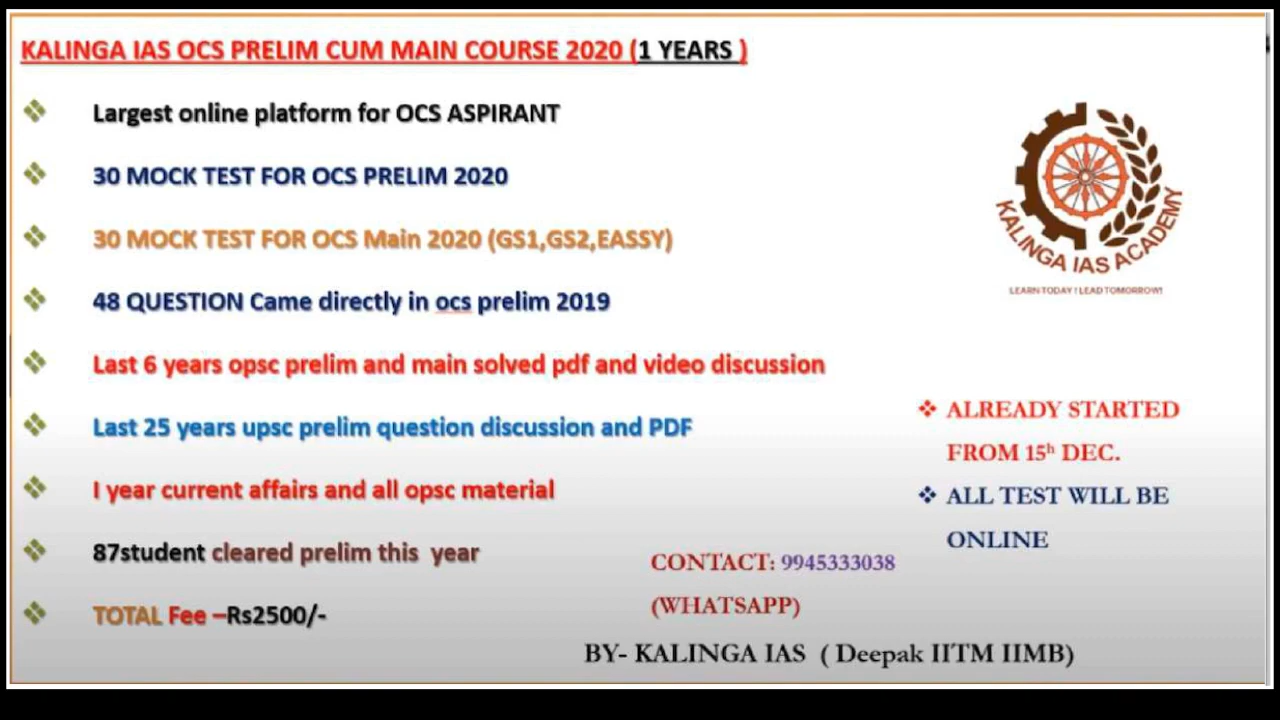 KALINGA IAS OCS PRELIM CUM MAIN COURSE 2020 (1 YEARS )
Largest online platform for OCS ASPIRANT
30 MOCK TEST FOR OCS PRELIM 2020
30 MOCK TEST FOR OCS Main 2020 (GS1,GS2,EASSY)
48 QUESTION Came directly in ocs prelim 2019
Last 6 years opsc prelim and main solved pdf and video discussion
Last 25 years upsc prelim question discussion and PDF
I year current affairs and all opsc material
87student cleared prelim this year
TOTAL Fee –Rs2500/-
KALINGA IAS ACADEMY
LEARN TODAY ! LEAD TOMORROW!
ALREADY STARTED
FROM 15h DEC.
ALL TEST WILL BE
ONLINE
CONTACT: 9945333038
(WHATSAPP)
BY- KALINGA IAS ( Deepak IITM IIMB)